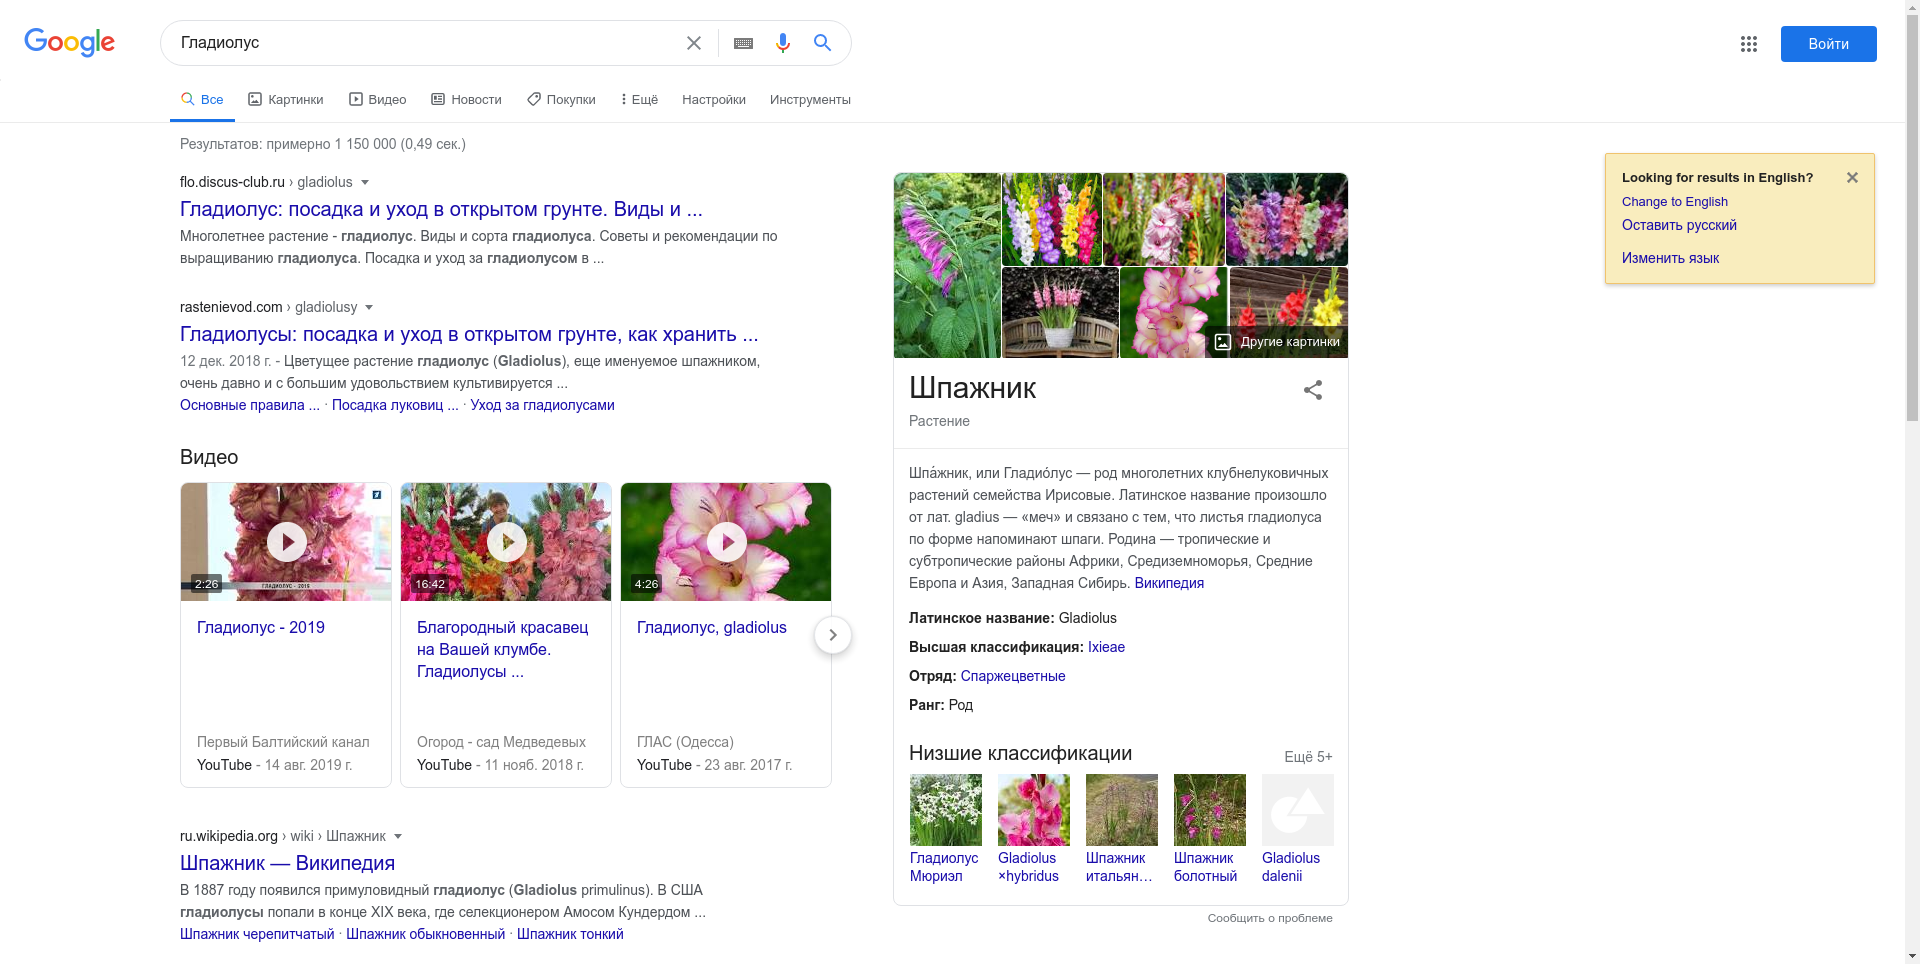 Google
Гладиолус
Войти
Все
Картинки
Видео
Новости
Покупки
Ещё
Настройки
Инструменты
Результатов: примерно 1 150 000 (0,49 сек.)
flo.discus-club.ru › gladiolus
Гладиолус: посадка и уход в открытом грунте. Виды и ...
Многолетнее растение - гладиолус. Виды и сорта гладиолуса. Советы и рекомендации по
выращиванию гладиолуса. Посадка и уход за гладиолусом в ...
rastenievod.com › gladiolusy
Гладиолусы: посадка и уход в открытом грунте, как хранить ...
12 дек. 2018 г. - Цветущее растение гладиолус (Gladiolus), еще именуемое шпажником,
очень давно и с большим удовольствием культивируется ...
Основные правила ... · Посадка луковиц ... · Уход за гладиолусами
Видео
ГЛАДИОЛУС - 2019
2:26
Гладиолус - 2019
Первый Балтийский канал
YouTube - 14 авг. 2019 г.
16:42
Благородный красавец
на Вашей клумбе.
Гладиолусы ...
Огород - сад Медведевых
YouTube - 11 нояб. 2018 г.
4:26
Гладиолус, gladiolus
ГЛАС (Одесса)
YouTube - 23 авг. 2017 г.
ru.wikipedia.org › wiki › Шпажник
Шпажник — Википедия
В 1887 году появился примуловидный гладиолус (Gladiolus primulinus). В США
гладиолусы попали в конце XIX века, где селекционером Амосом Кундердом ...
Шпажник черепитчатый · Шпажник обыкновенный · Шпажник тонкий
Другие картинки
Шпажник
Растение
Шпа́жник, или Гладио́лус — род многолетних клубнелуковичных
растений семейства Ирисовые. Латинское название произошло
от лат. gladius — «меч» и связано с тем, что листья гладиолуса
по форме напоминают шпаги. Родина — тропические и
субтропические районы Африки, Средиземноморья, Средние
Европа и Азия, Западная Сибирь. Википедия
Латинское название: Gladiolus
Высшая классификация: Ixieae
Отряд: Спаржецветные
Ранг: Род
Низшие классификации
Ещё 5+
Гладиолус
Мюриэл
Gladiolus
×hybridus
Шпажник
итальян...
Шпажник
болотный
Gladiolus
dalenii
Сообщить о проблеме
Looking for results in English?
Change to English
Оставить русский
Изменить язык